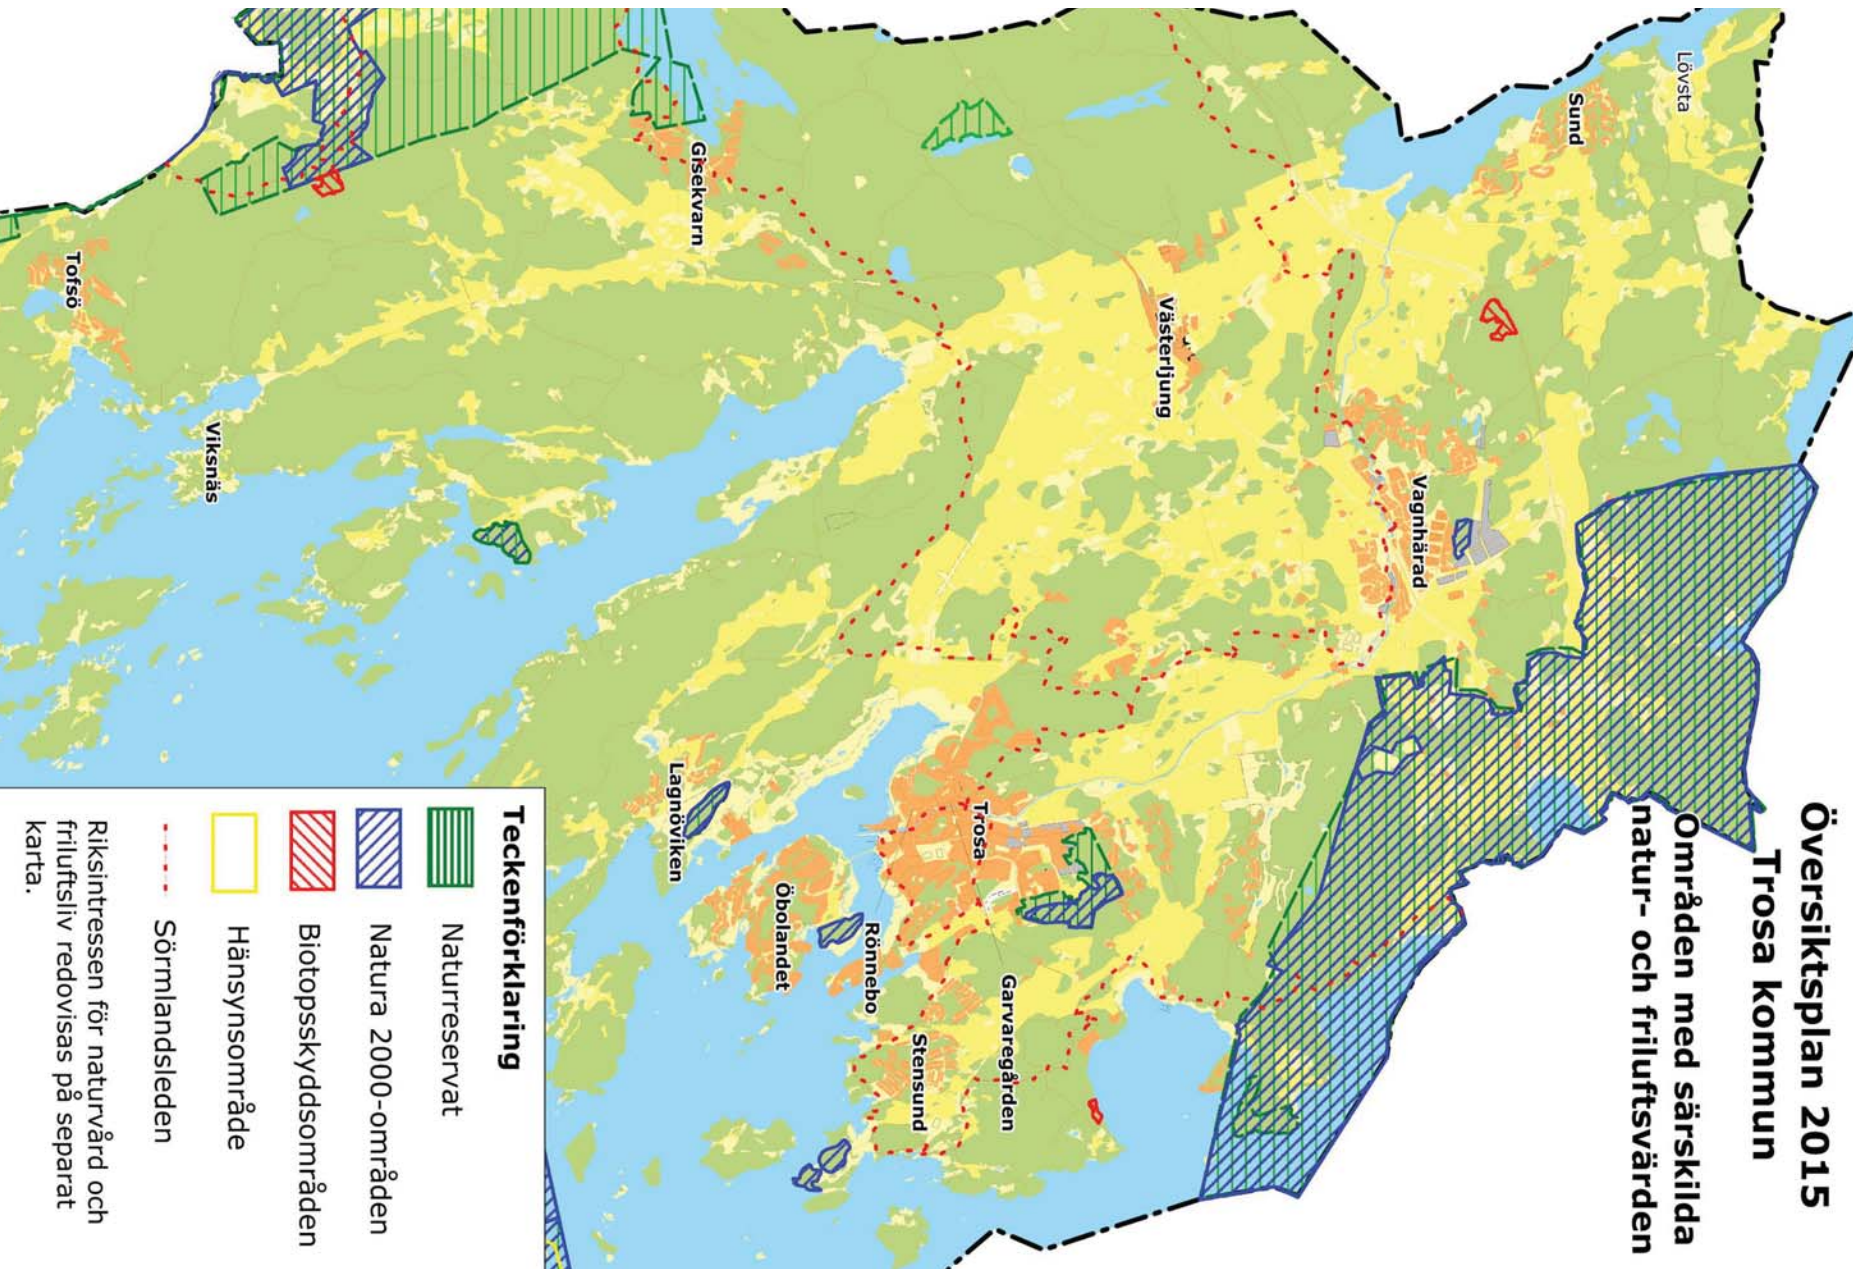 Översiktsplan 2015
Trosa kommun
Områden med särskilda
natur- och friluftsvärden
Lövsta
Sund
Gisekvarn
Västerljung
Vagnhärad
Tofsö
Viksnäs
Trosa
Garvaregården
Stensund
Rönnebo
Öbolandet
Lagnöviken
Teckenförklaring
Naturreservat
Natura 2000-områden
Biotopsskyddsområden
Hänsynsområde
Sörmlandsleden
Riksintressen för naturvård och
friluftsliv redovisas på separat
karta.